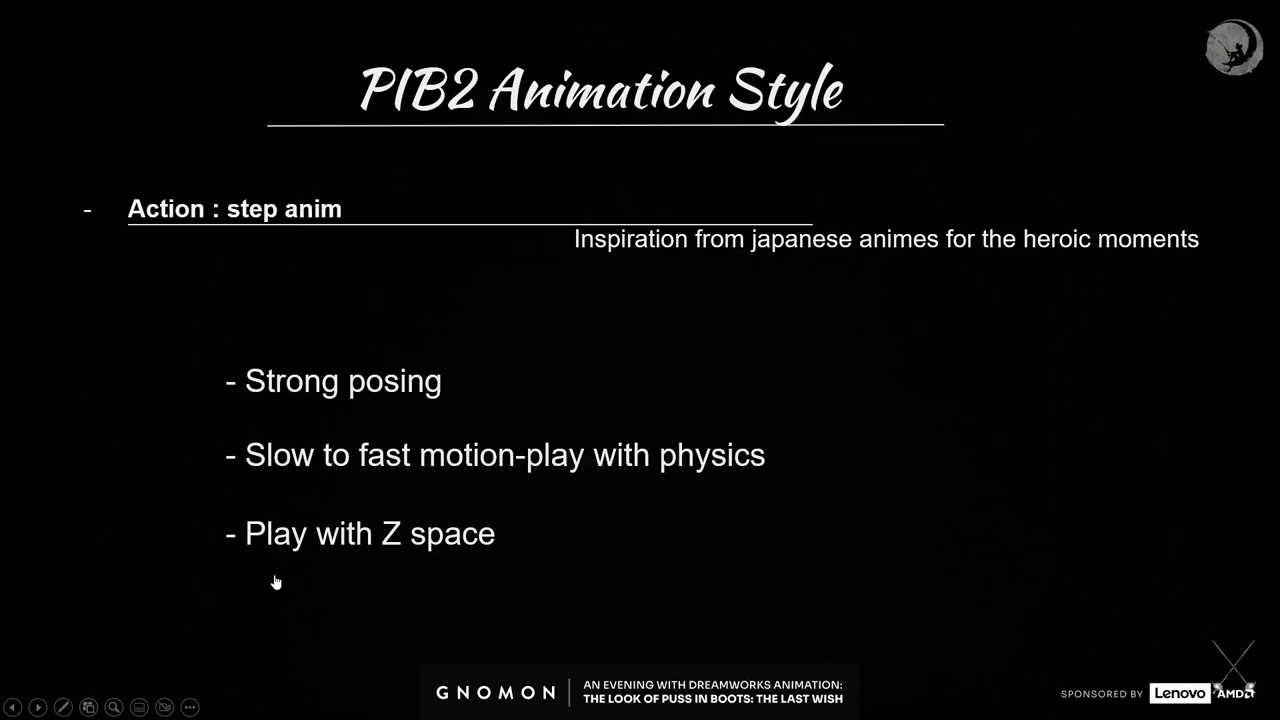 PIB2 Animation Style
- Action : step anim
Inspiration from japanese animes for the heroic moments
- Strong posing
- Slow to fast motion-play with physics
- Play with Z space
GNOMON
AN EVENING WITH DREAMWORKS ANIMATION:
THE LOOK OF PUSS IN BOOTS: THE LAST WISH
SPONSORED BY Lenovo AMD